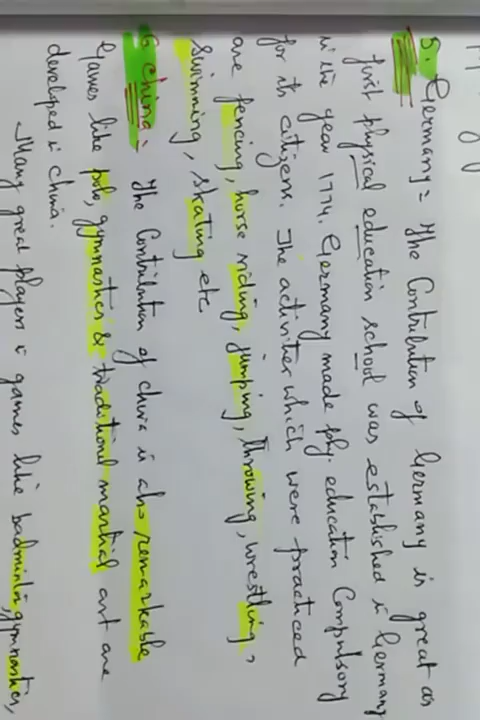 5. Germany = The Contribution of Germany is great as
first physical education school was established in Germany
in the year 1774. Germany made phy. education Compulsory
for its citizens. The activities which were practiced
are fencing, horse riding, jumping, Throwing, wrestling,
swimming, skating etc
6 China = The Contribution of china is also remarkable
Games like polo, gymnastics & traditional martial art are
developed in China.
Many great players in games like badminton, gymnastics,